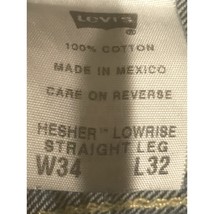 LEVI'S ®
100% COTTON
MADE IN MEXICO
CARE ON REVERSE
HESHER™ LOWRISE
STRAIGHT LEG
W34 L32